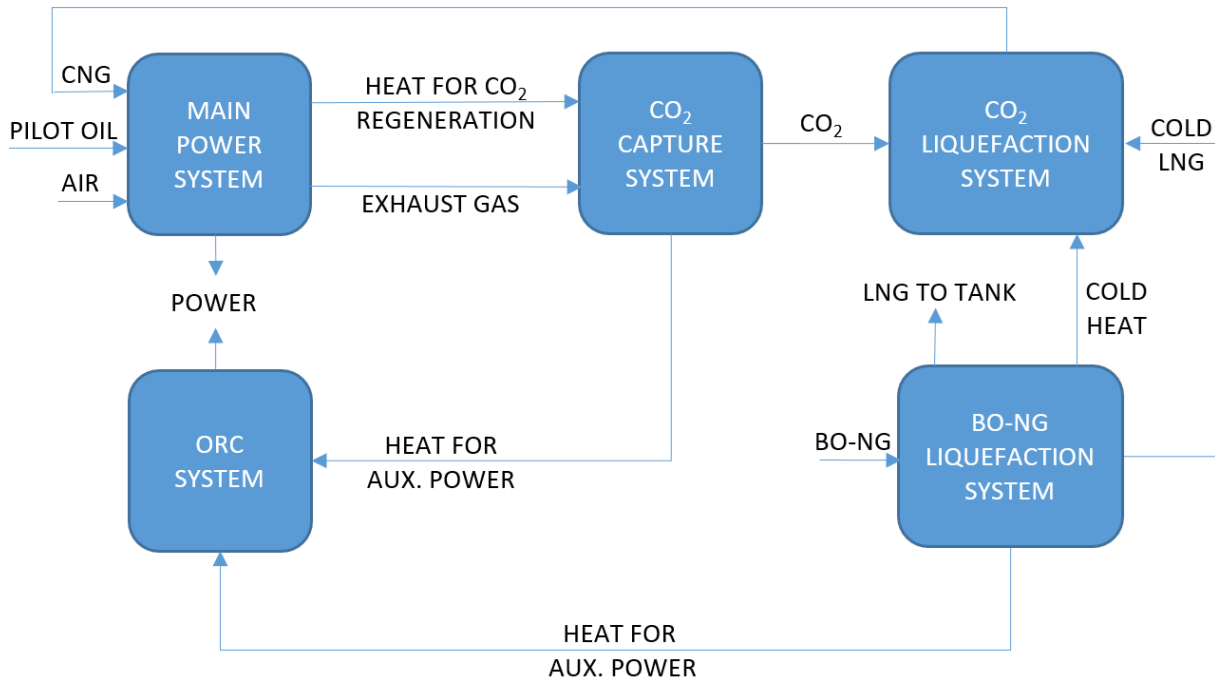 CNG
PILOT OIL
AIR
MAIN
POWER
SYSTEM
HEAT FOR CO₂
REGENERATION
EXHAUST GAS
CO₂
CAPTURE
SYSTEM
CO₂
CO₂
LIQUEFACTION
SYSTEM
COLD
LNG
POWER
LNG TO TANK
COLD
HEAT
ORC
SYSTEM
HEAT FOR
AUX. POWER
BO-NG
BO-NG
LIQUEFACTION
SYSTEM
HEAT FOR
AUX. POWER